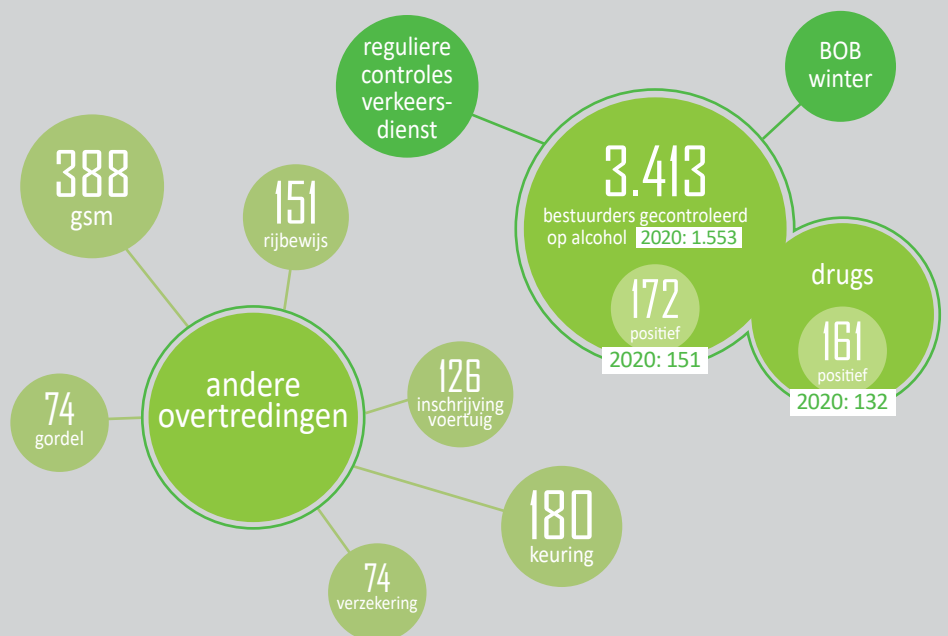 reguliere
controles
verkeers-
dienst
BOB
winter
3.413
bestuurders gecontroleerd
op alcohol 2020: 1.553
172
positief
2020: 151
drugs
161
positief
2020: 132
388
gsm
151
rijbewijs
andere
overtredingen
74
gordel
126
inschrijving
voertuig
180
keuring
74
verzekering